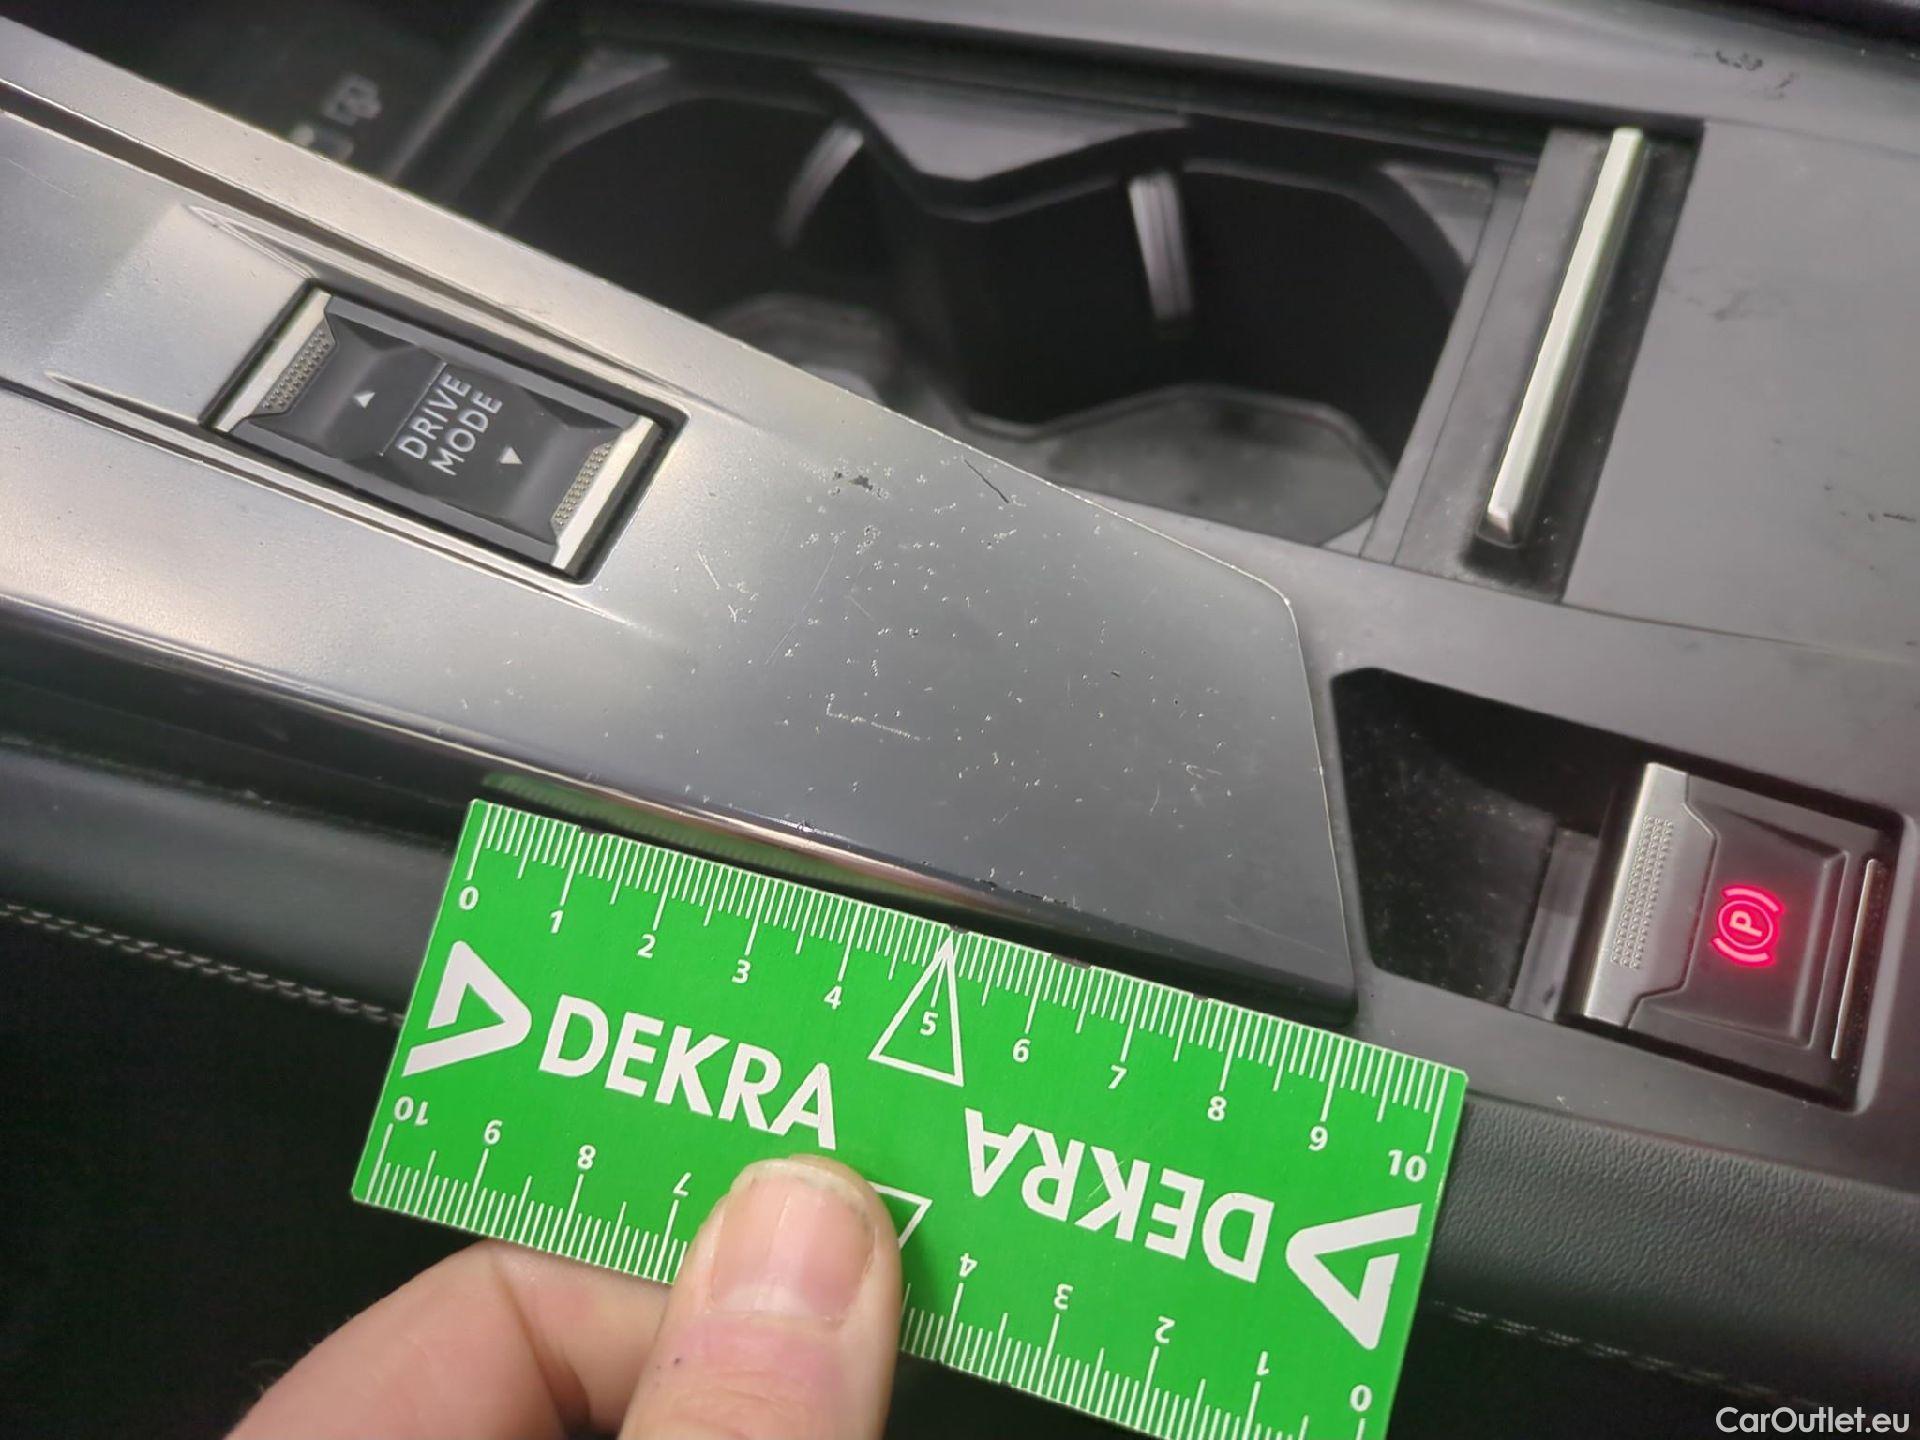 DRIVE
MODE
P
0 1 2 3 4 5 6 7 8 9 10
DEKRA
DEKRA
10 9 8 7 4 3 2 1 0
CarOutlet.eu